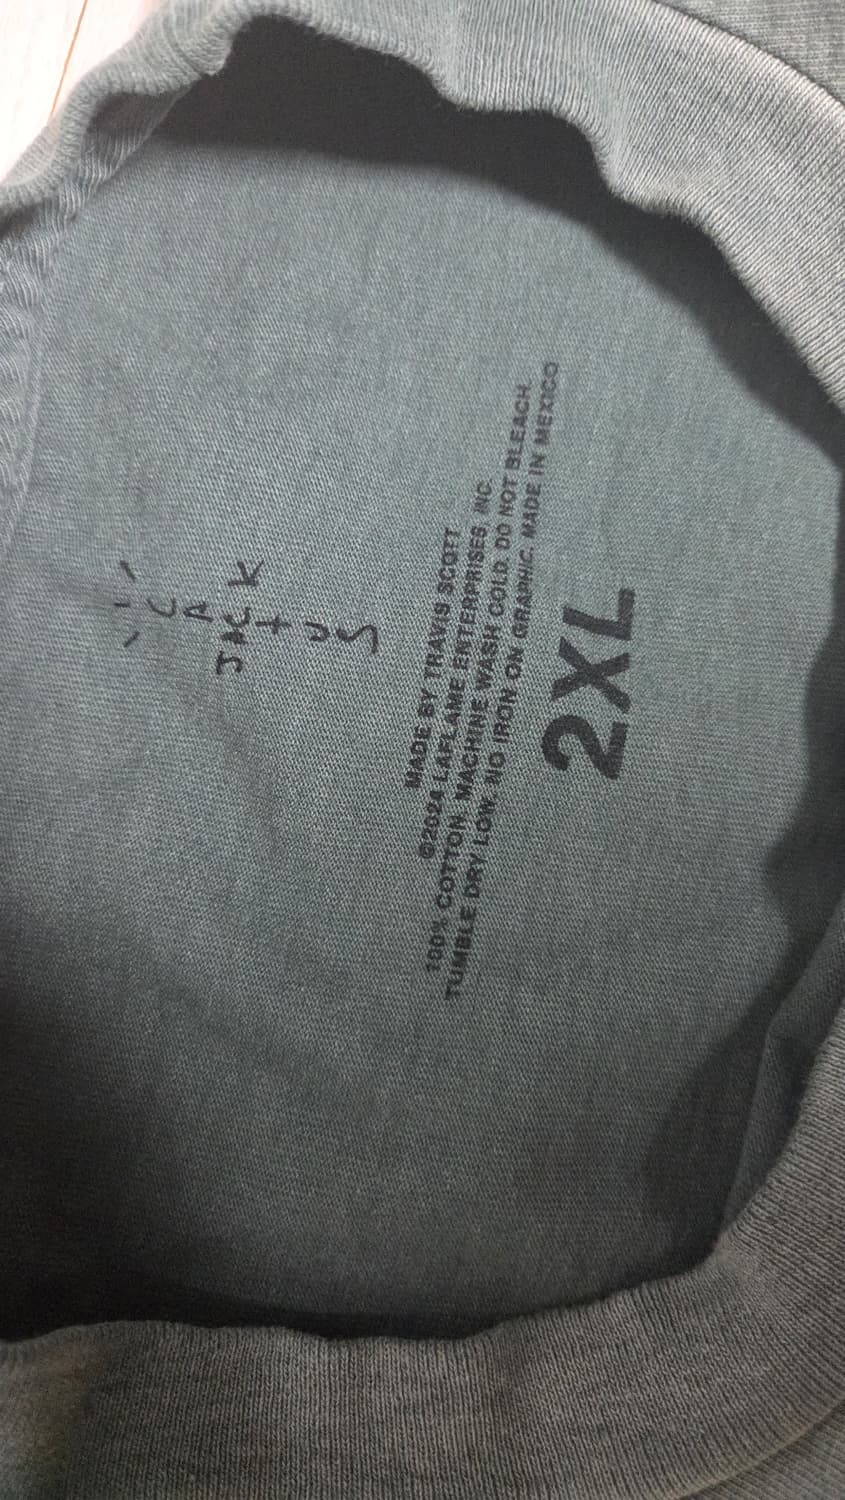 C
A
JACK
T
U
S
MADE BY TRAVIS SCOTT
©2024 LAFLAME ENTERPRISES INC.
100% COTTON. MACHINE WASH COLD. DO NOT BLEACH.
TUMBLE DRY LOW. NO IRON ON GRAPHIC. MADE IN MEXICO
2XL